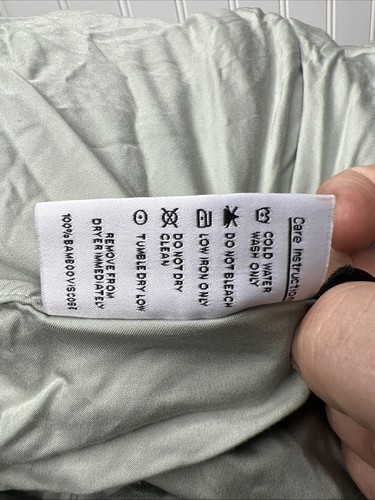 Care Instruction
COLD WATER
WASH ONLY
DO NOT BLEACH
LOW IRON ONLY
DO NOT DRY
CLEAN
TUMBLE DRY LOW
REMOVE FROM
DRYER IMMEDIATELY
100% BAMBOO VISCOSE